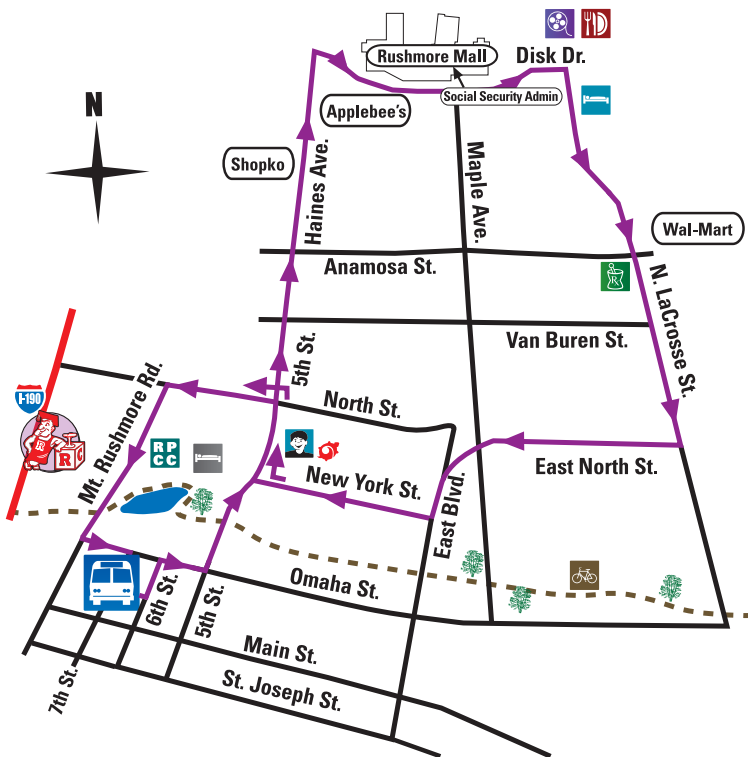 N
Rushmore Mall
Disk Dr.
Social Security Admin
Applebee's
Shopko
Haines Ave.
Maple Ave.
Wal-Mart
Anamosa St.
N. LaCrosse St.
Van Buren St.
5th St.
North St.
Mt. Rushmore Rd.
I-190
R
R C
R P
C C
New York St.
East North St.
East Blvd.
Omaha St.
6th St.
5th St.
Main St.
St. Joseph St.
7th St.